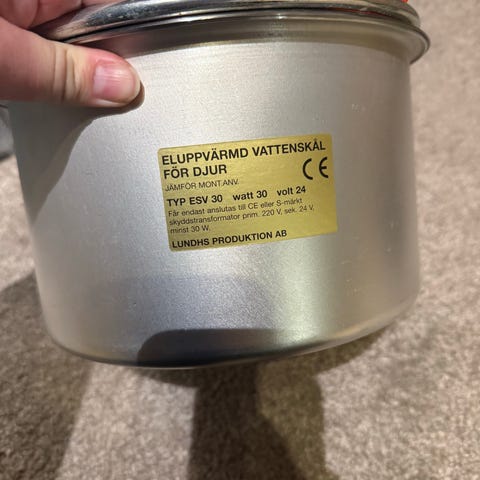 ELUPPVÄRMD VATTENSKÅL
FÖR DJUR
CE
JÄMFÖR MONT.ANV.
TYP ESV 30 watt 30 volt 24
Får endast anslutas till CE eller S-märkt
skyddstransformator prim. 220 V, sek. 24 V,
minst 30 W.
LUNDHS PRODUKTION AB